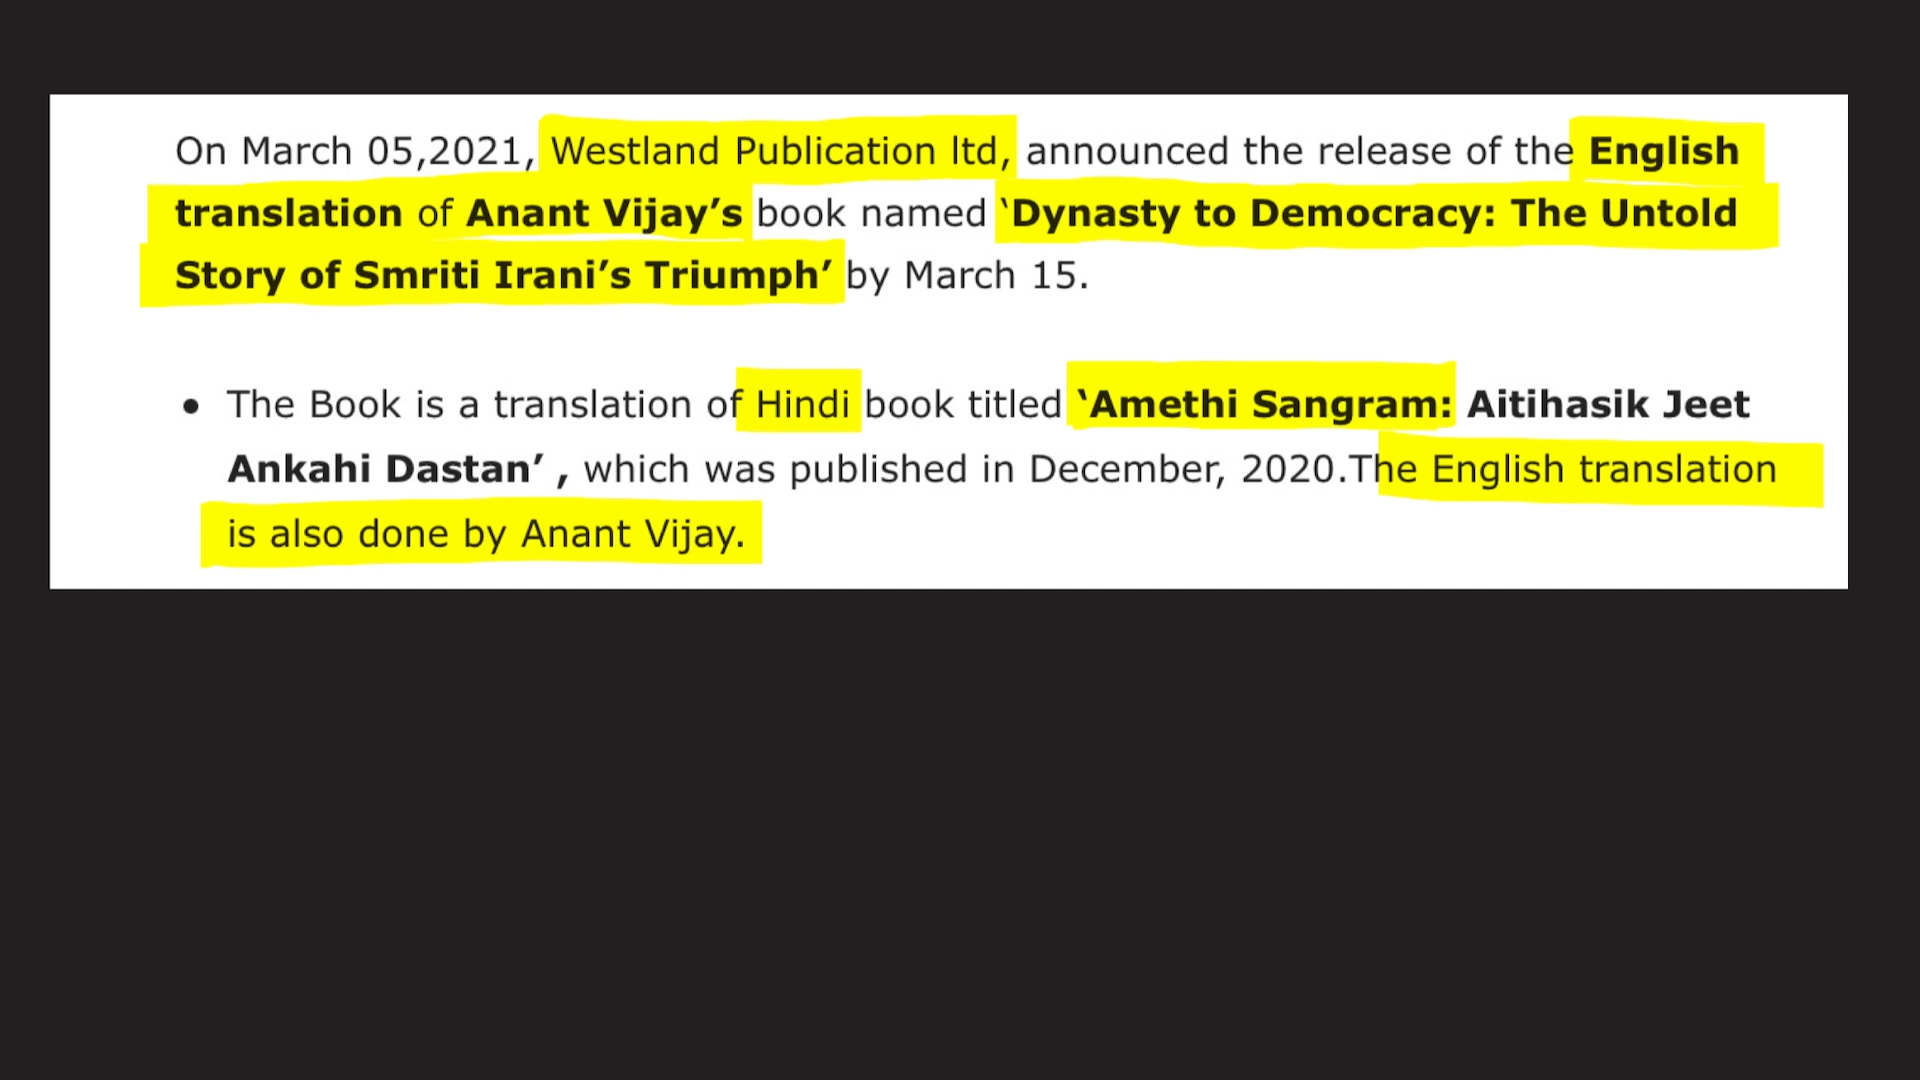 On March 05,2021, Westland Publication ltd, announced the release of the English
translation of Anant Vijay’s book named ‘Dynasty to Democracy: The Untold
Story of Smriti Irani’s Triumph’ by March 15.
● The Book is a translation of Hindi book titled ‘Amethi Sangram: Aitihasik Jeet
Ankahi Dastan’ , which was published in December, 2020.The English translation
is also done by Anant Vijay.